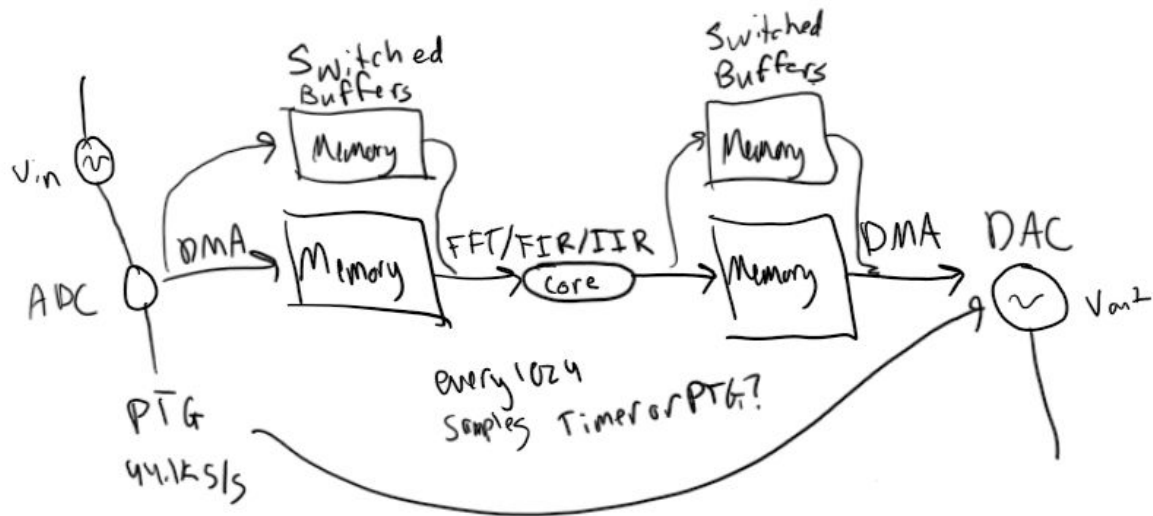 Switched
Buffers
Memory
Vin
DMA
Memory
ADC
PTG
44.1kS/s
FFT/FIR/IIR
Core
Switched
Buffers
Memory
Memory
DMA
DAC
every 1024
Samples Timer or PTG?